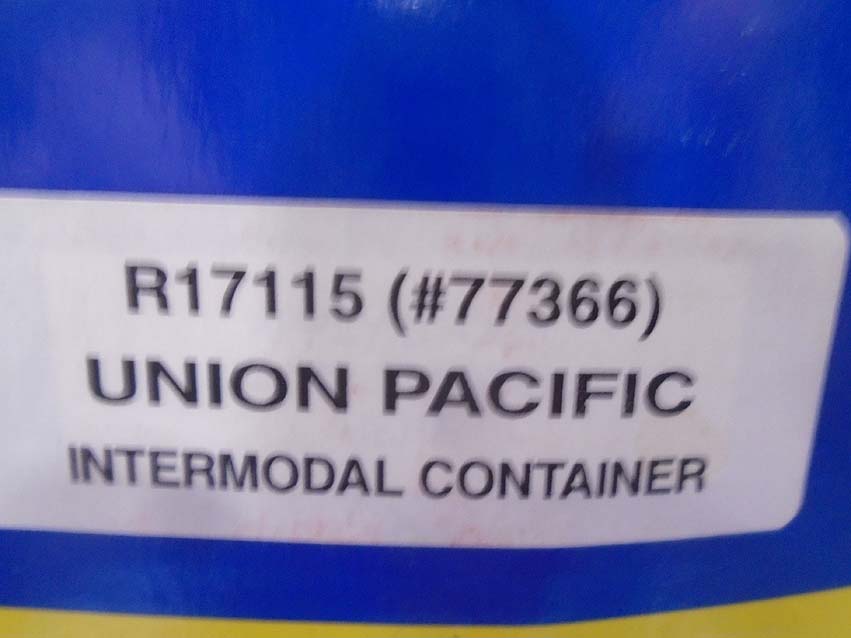 R17115 (#77366)
UNION PACIFIC
INTERMODAL CONTAINER